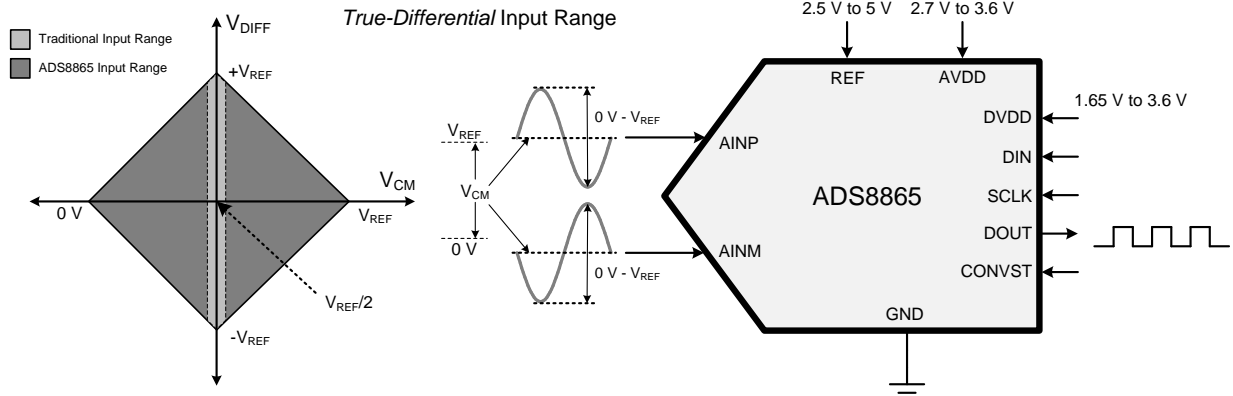 True-Differential Input Range
Traditional Input Range
ADS8865 Input Range
VDIFF
+VREF
VCM
0 V
VREF
VREF/2
-VREF
VREF
VCM
0 V
0 V - VREF
0 V - VREF
2.5 V to 5 V
2.7 V to 3.6 V
REF
AVDD
1.65 V to 3.6 V
DVDD
AINP
DIN
ADS8865
SCLK
DOUT
AINM
CONVST
GND